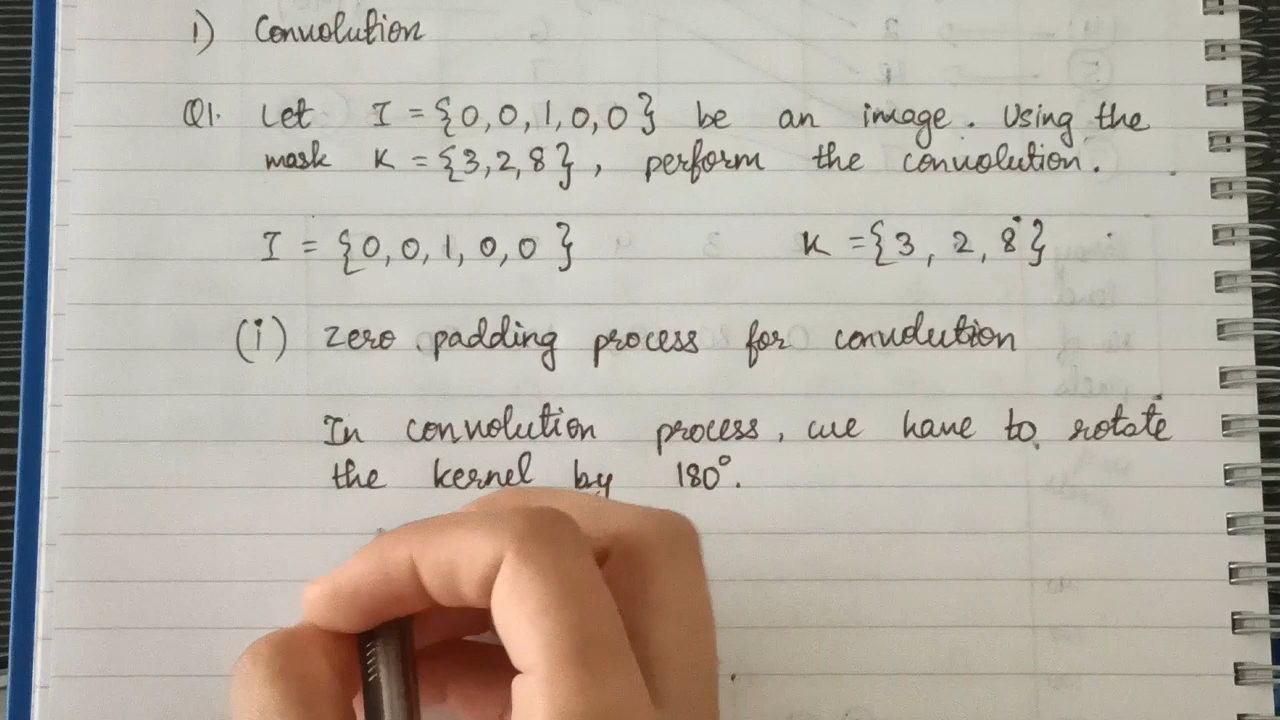 1) Convolution
Q1. Let I = {0,0,1,0,0} be an image. Using the
mask K = {3,2,8}, perform the convolution.
I = {0,0,1,0,0} K = {3, 2, 8}
(i) Zero padding process for convolution
In convolution process, we have to rotate
the kernel by 180°.